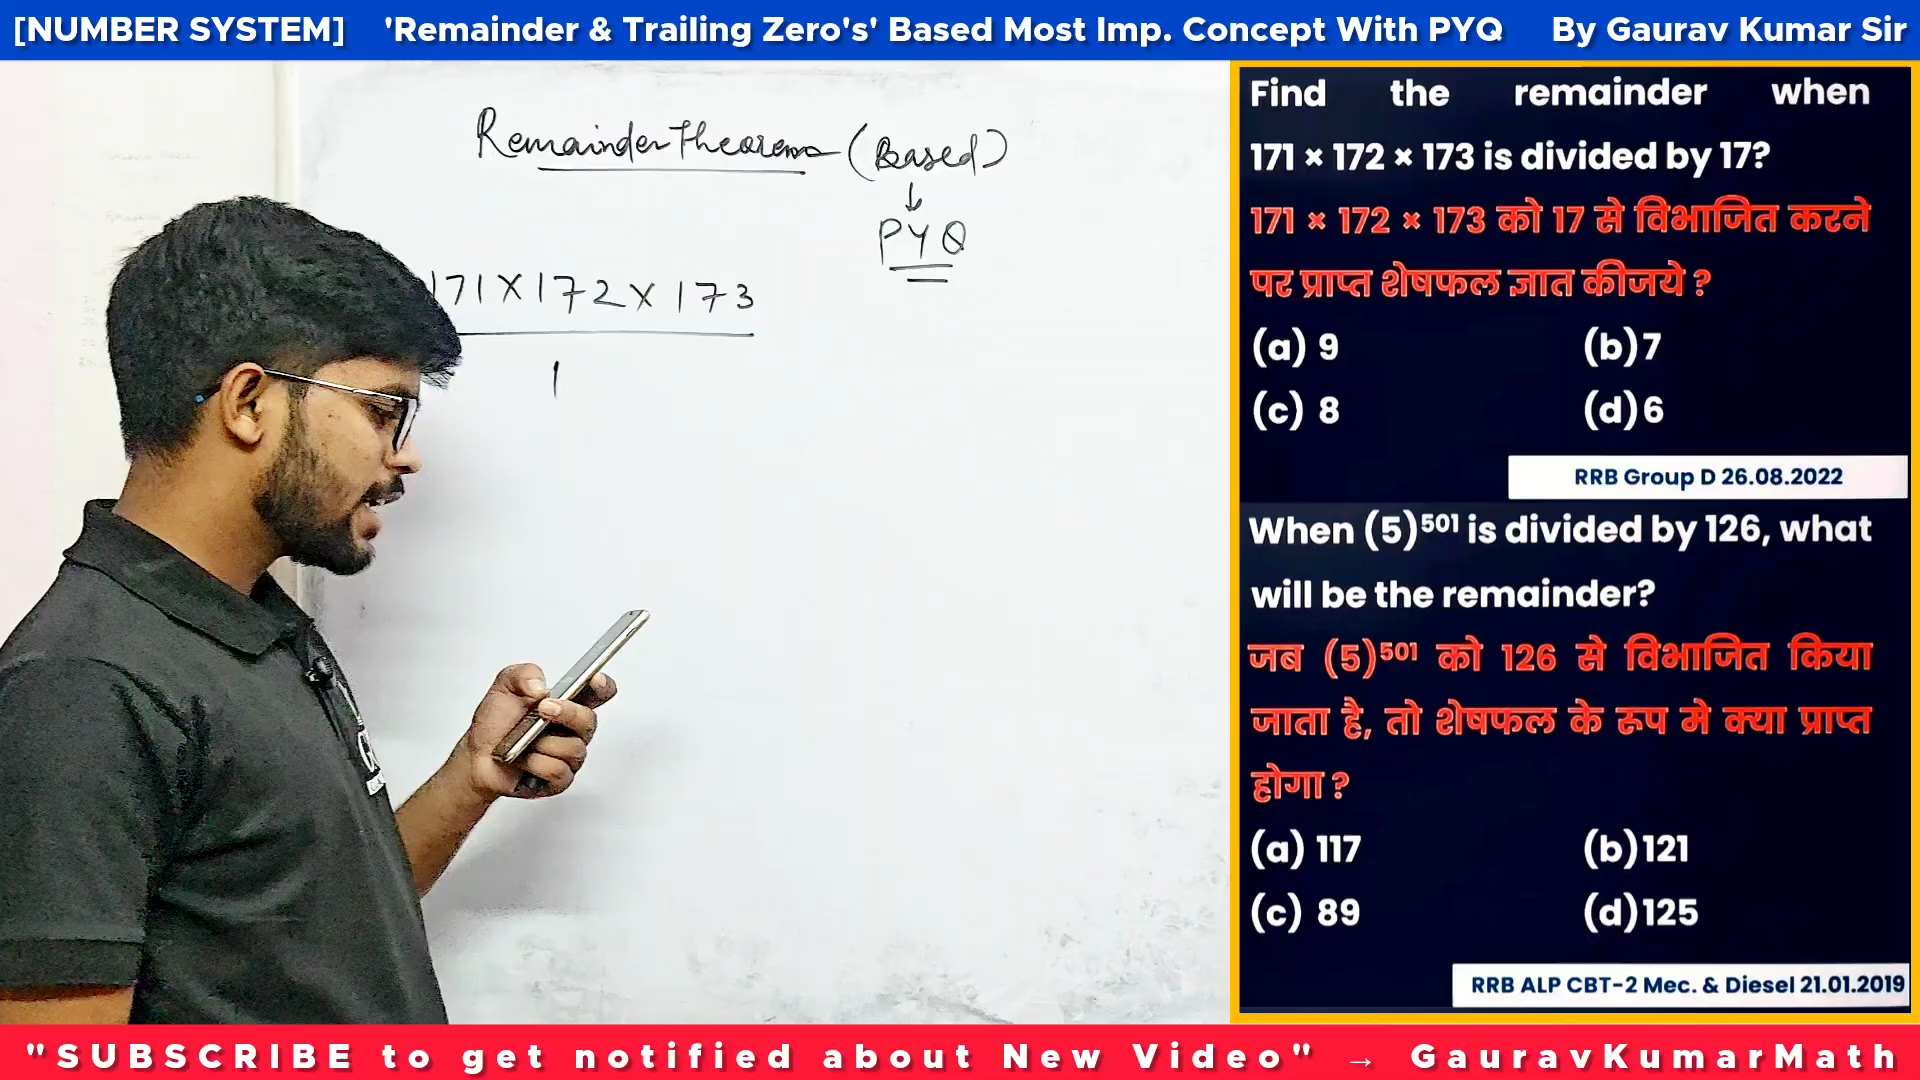 [NUMBER SYSTEM] 'Remainder & Trailing Zero's' Based Most Imp. Concept With PYQ By Gaurav Kumar Sir
Remainder Theorem (Based)
↓
PYQ
171 × 172 × 173
1
Find the remainder when
171 × 172 × 173 is divided by 17?
171 × 172 × 173 को 17 से विभाजित करने
पर प्राप्त शेषफल ज्ञात कीजये ?
(a) 9 (b) 7
(c) 8 (d) 6
RRB Group D 26.08.2022
When (5)⁵⁰¹ is divided by 126, what
will be the remainder?
जब (5)⁵⁰¹ को 126 से विभाजित किया
जाता है, तो शेषफल के रूप मे क्या प्राप्त
होगा ?
(a) 117 (b) 121
(c) 89 (d) 125
RRB ALP CBT-2 Mec. & Diesel 21.01.2019
"SUBSCRIBE to get notified about New Video" → GauravKumarMath